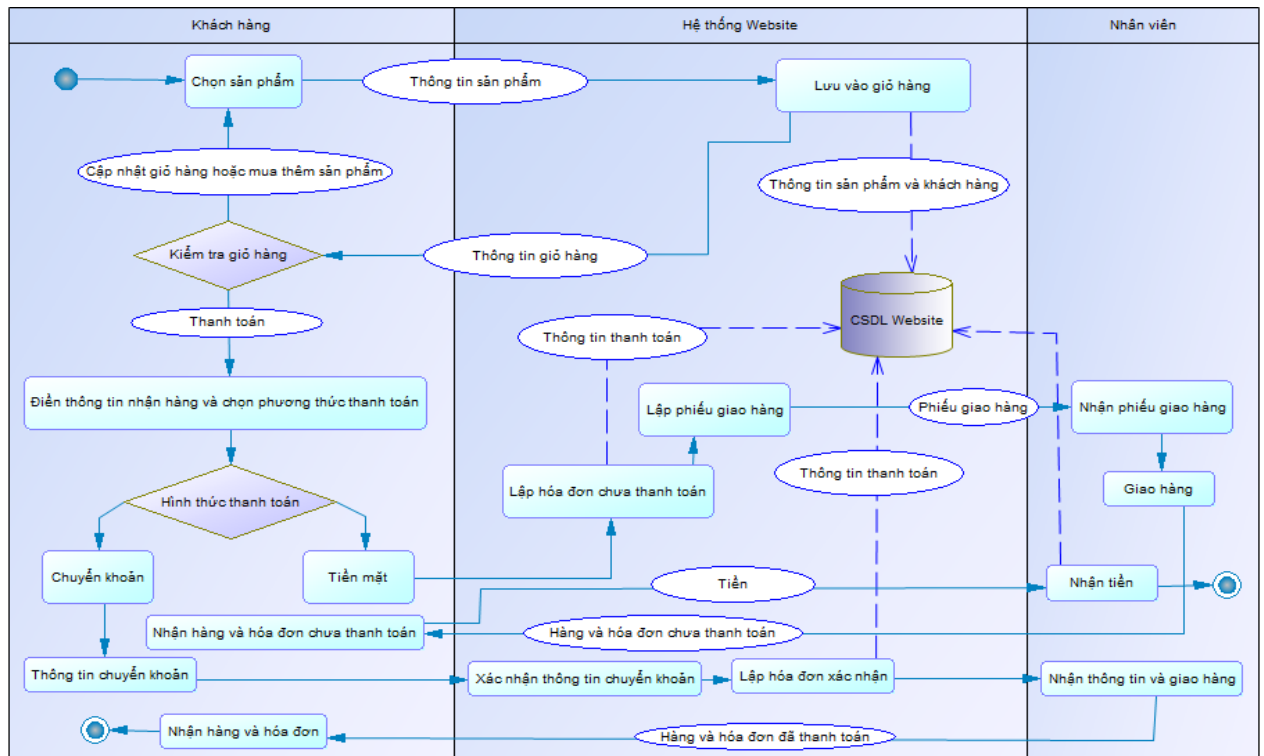 Khách hàng
Hệ thống Website
Nhân viên
Chọn sản phẩm
Thông tin sản phẩm
Lưu vào giỏ hàng
Cập nhật giỏ hàng hoặc mua thêm sản phẩm
Thông tin sản phẩm và khách hàng
Kiểm tra giỏ hàng
Thông tin giỏ hàng
Thanh toán
Thông tin thanh toán
CSDL Website
Điền thông tin nhận hàng và chọn phương thức thanh toán
Lập phiếu giao hàng
Phiếu giao hàng
Nhận phiếu giao hàng
Thông tin thanh toán
Hình thức thanh toán
Lập hóa đơn chưa thanh toán
Giao hàng
Chuyển khoản
Tiền mặt
Tiền
Nhận tiền
Nhận hàng và hóa đơn chưa thanh toán
Hàng và hóa đơn chưa thanh toán
Thông tin chuyển khoản
Xác nhận thông tin chuyển khoản
Lập hóa đơn xác nhận
Nhận thông tin và giao hàng
Nhận hàng và hóa đơn
Hàng và hóa đơn đã thanh toán